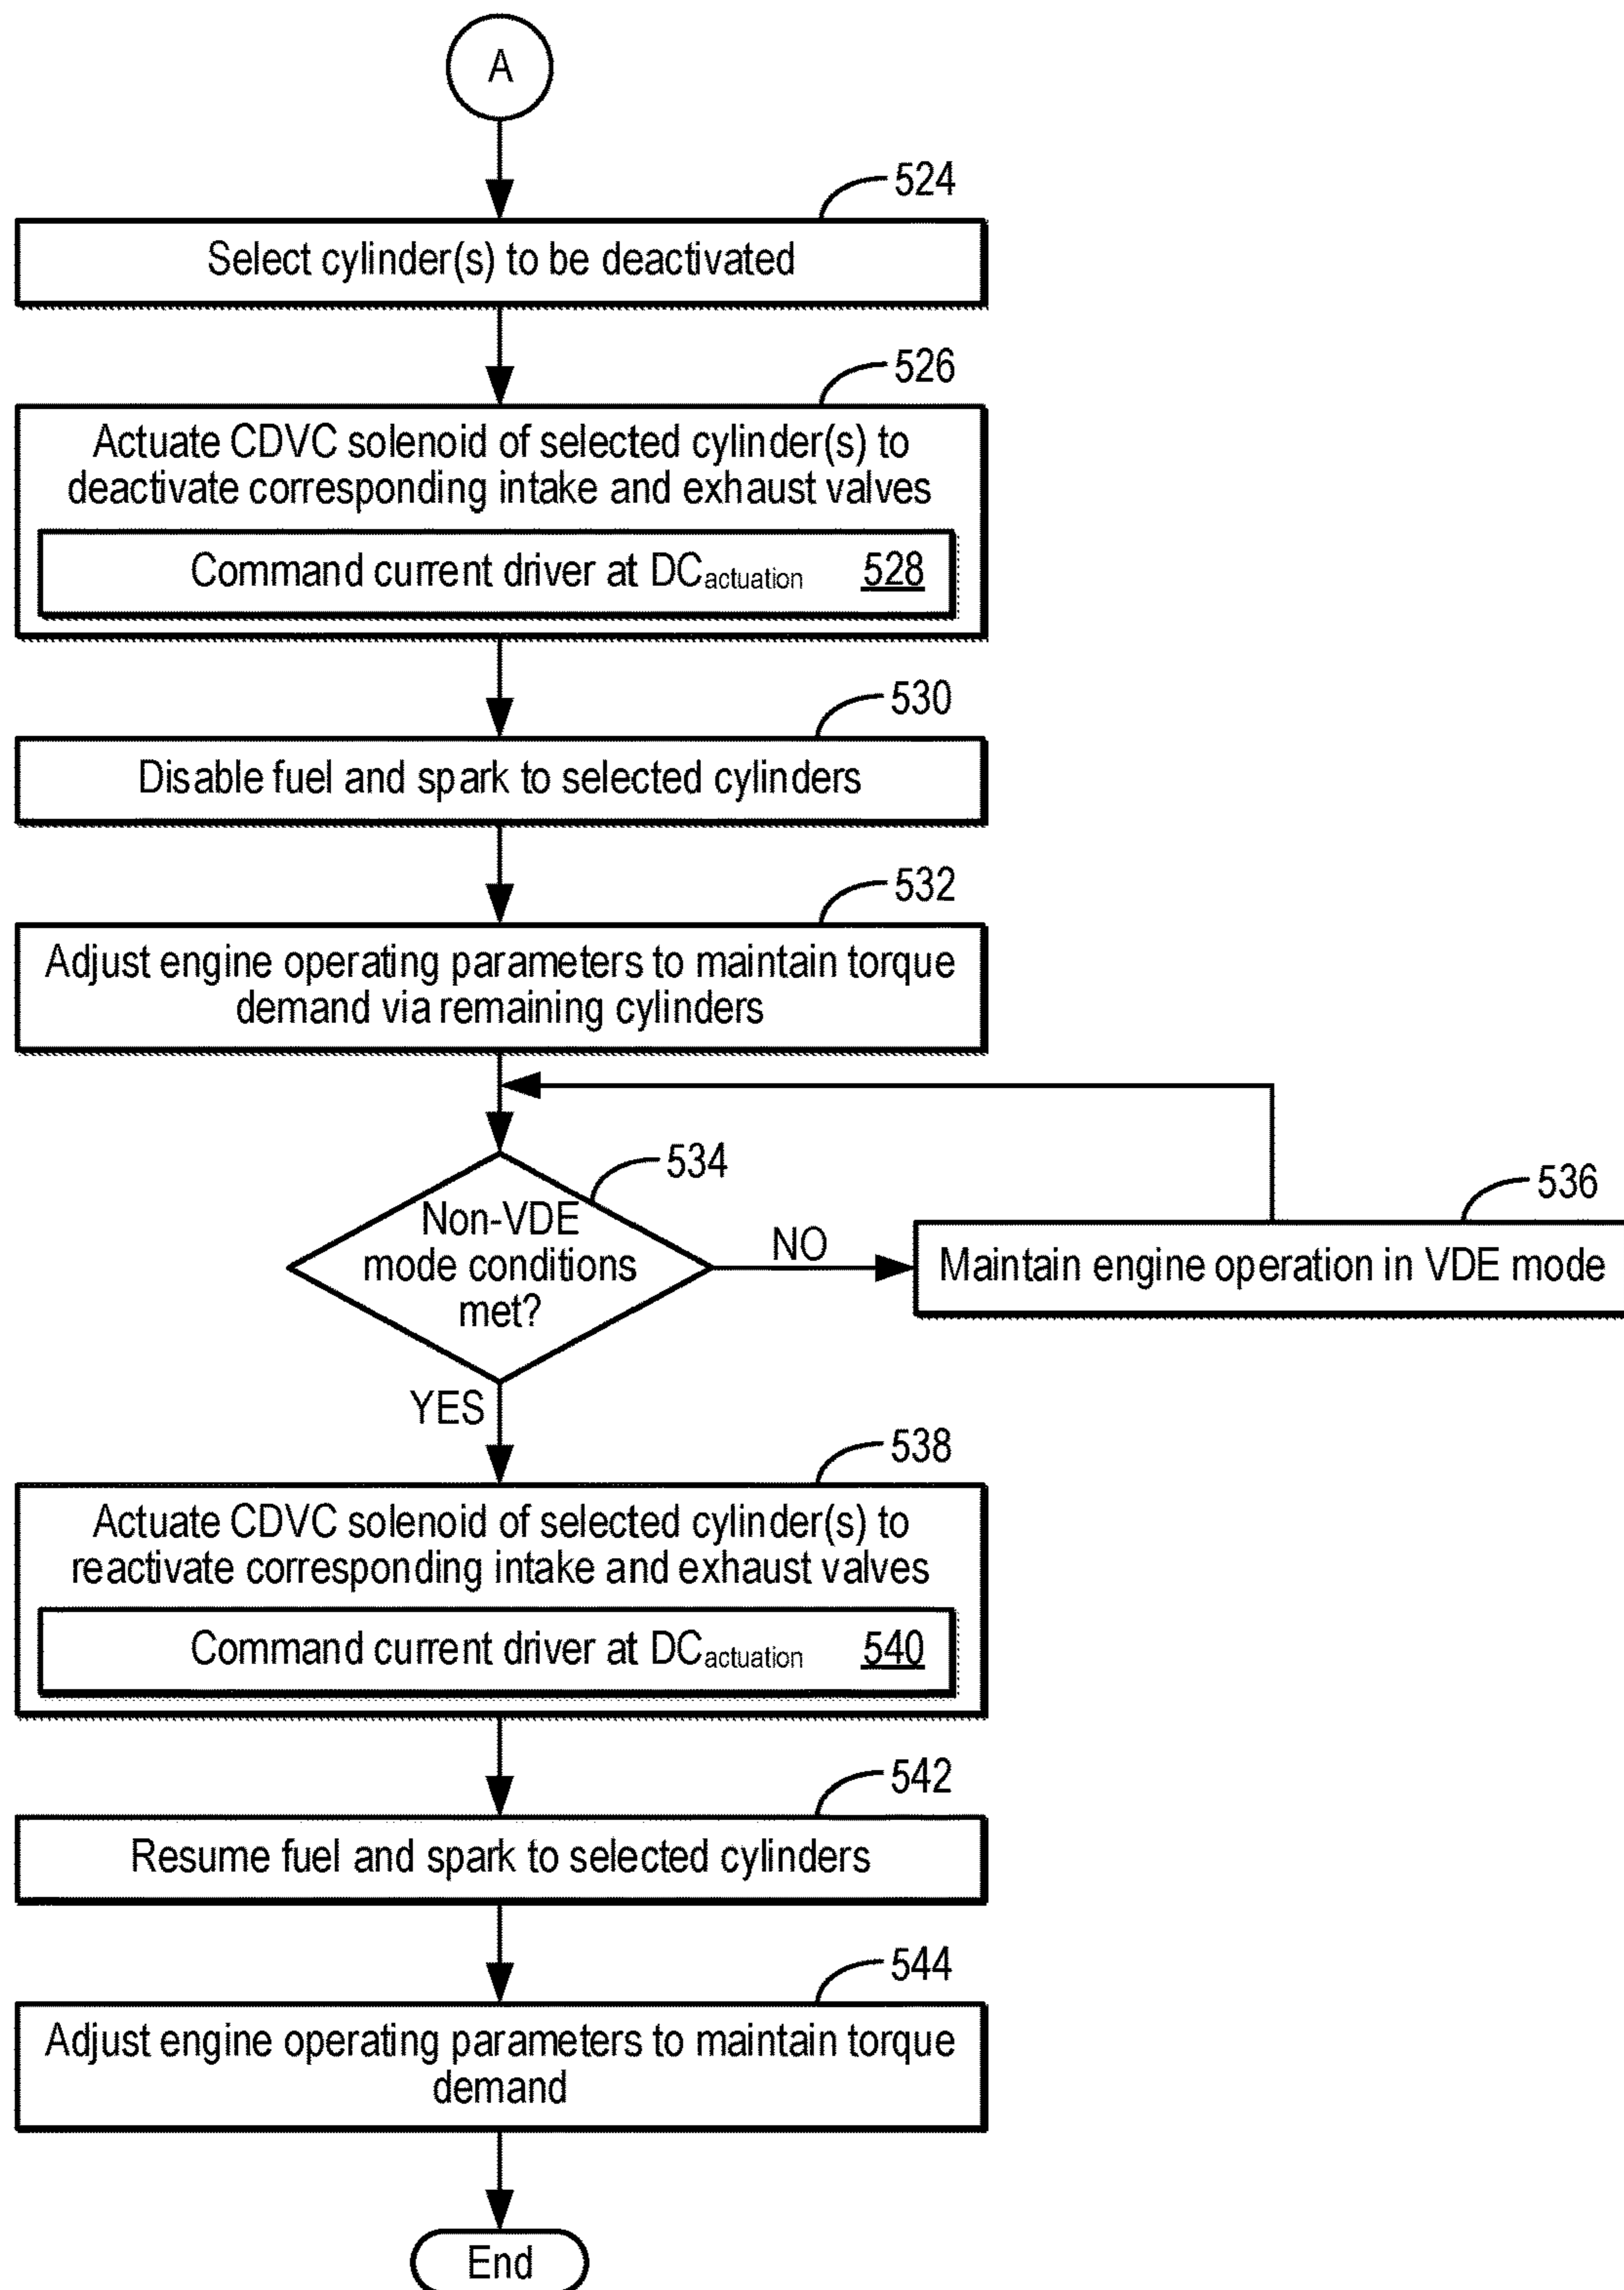 A
524
Select cylinder(s) to be deactivated
526
Actuate CDVC solenoid of selected cylinder(s) to
deactivate corresponding intake and exhaust valves
Command current driver at DCactuation 528
530
Disable fuel and spark to selected cylinders
532
Adjust engine operating parameters to maintain torque
demand via remaining cylinders
534
Non-VDE
mode conditions
met?
NO
536
Maintain engine operation in VDE mode
YES
538
Actuate CDVC solenoid of selected cylinder(s) to
reactivate corresponding intake and exhaust valves
Command current driver at DCactuation 540
542
Resume fuel and spark to selected cylinders
544
Adjust engine operating parameters to maintain torque
demand
End